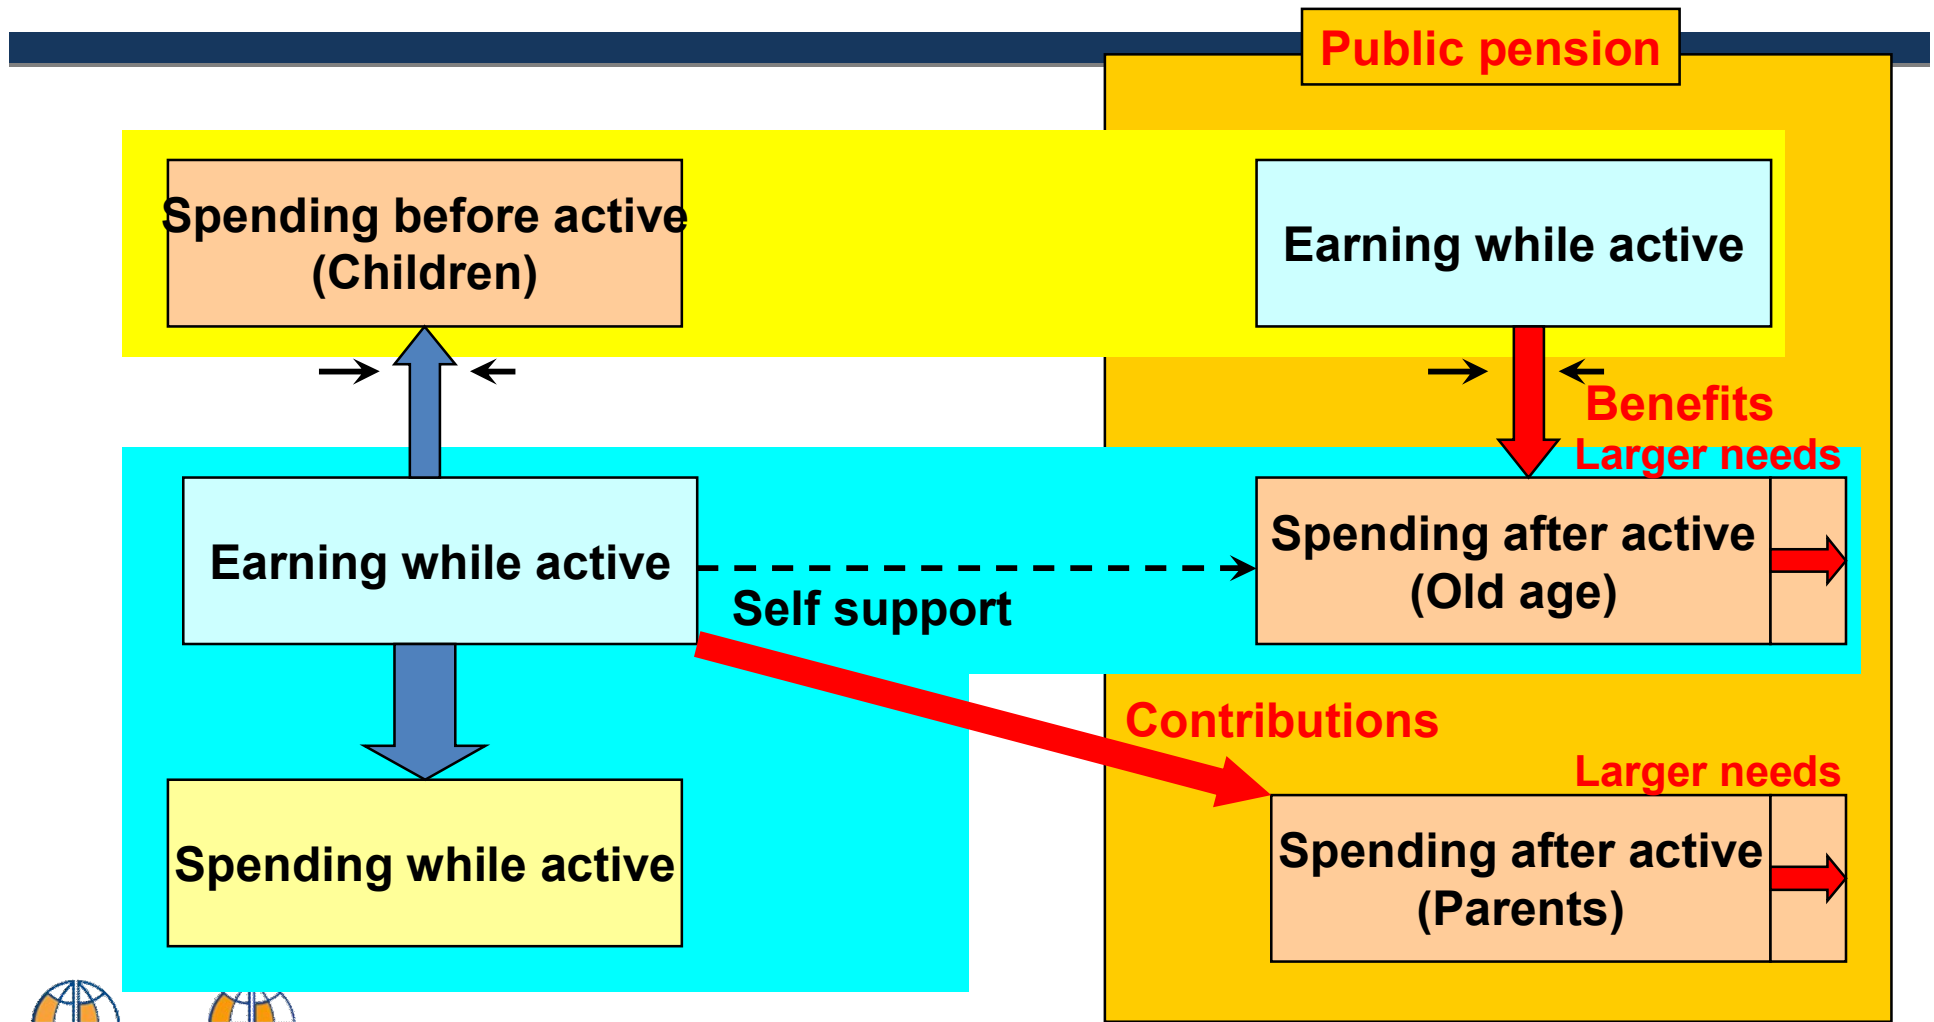 Public pension
Spending before active
(Children)
Earning while active
Benefits
Larger needs
Earning while active
Self support
Spending after active
(Old age)
Contributions
Larger needs
Spending while active
Spending after active
(Parents)